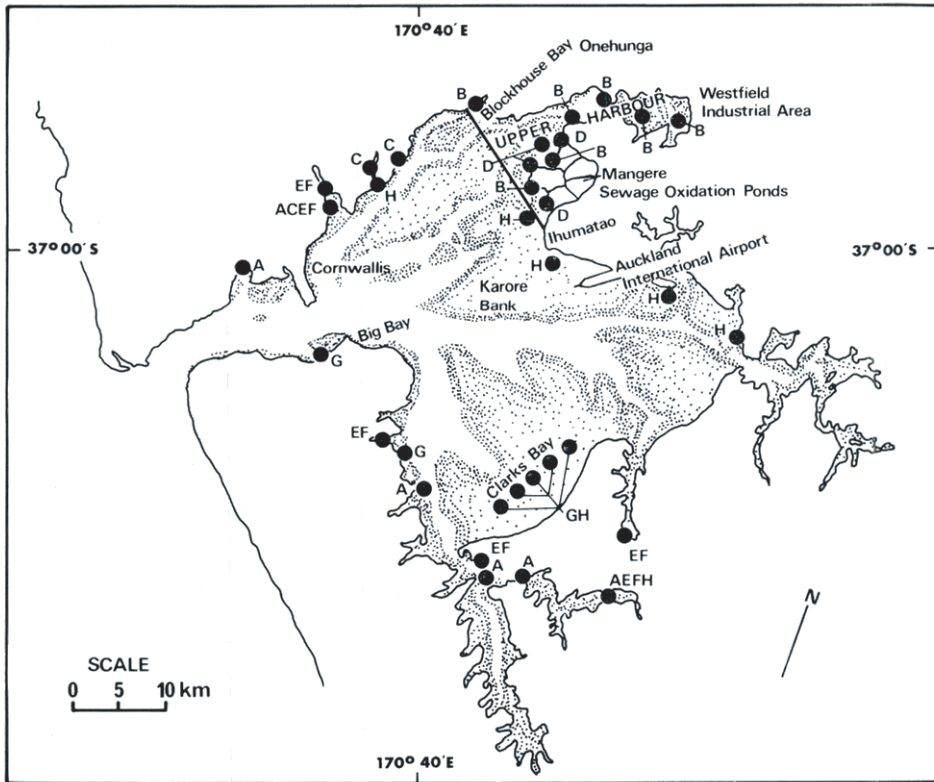 170° 40′ E
Blockhouse Bay
Onehunga
B
B
B
Westfield
Industrial Area
UPPER HARBOUR
B
B
D
D
B
C
C
H
EF
ACEF
Mangere
Sewage Oxidation Ponds
B
D
H
Ihumatao
37° 00′ S
37° 00′ S
A
Cornwallis
H
Auckland
International Airport
Karore
Bank
H
H
Big Bay
G
EF
G
Clarks Bay
A
GH
EF
EF
A
A
AEFH
N
SCALE
0 5 10 km
170° 40′ E